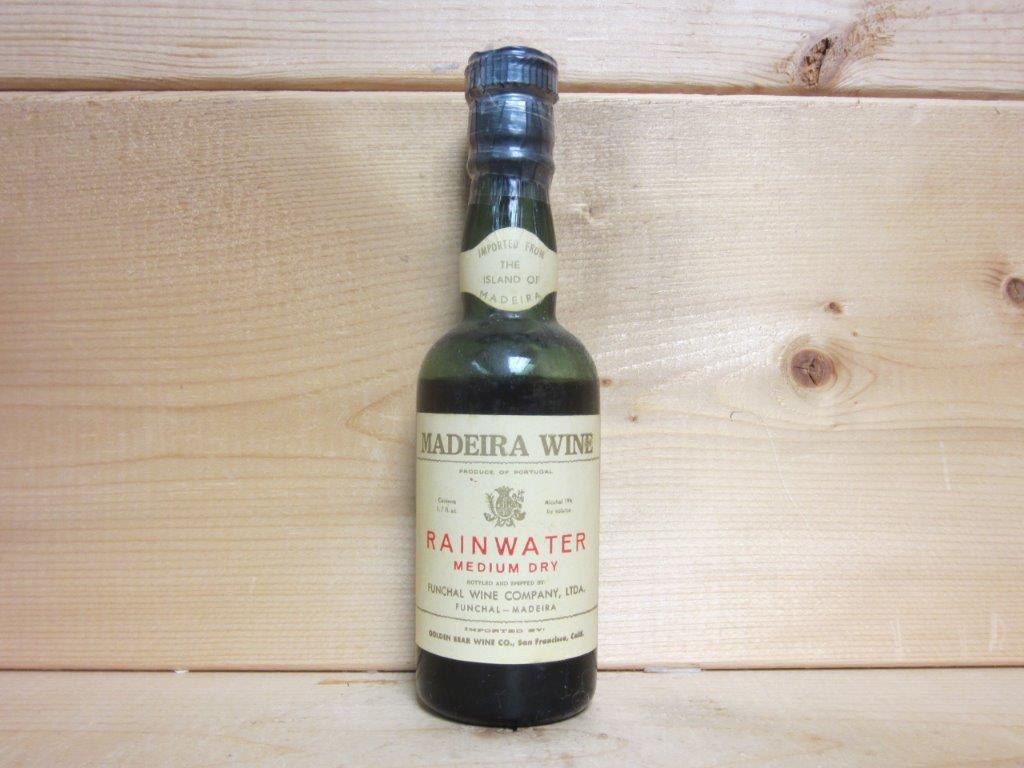 IMPORTED FROM
THE
ISLAND OF
MADEIRA
MADEIRA WINE
PRODUCE OF PORTUGAL
Contents
Alcohol 19%
fl. oz.
by volume
RAINWATER
MEDIUM DRY
BOTTLED AND SHIPPED BY:
FUNCHAL WINE COMPANY, LTDA.
FUNCHAL—MADEIRA
IMPORTED BY:
GOLDEN BEAR WINE CO., San Francisco, Calif.